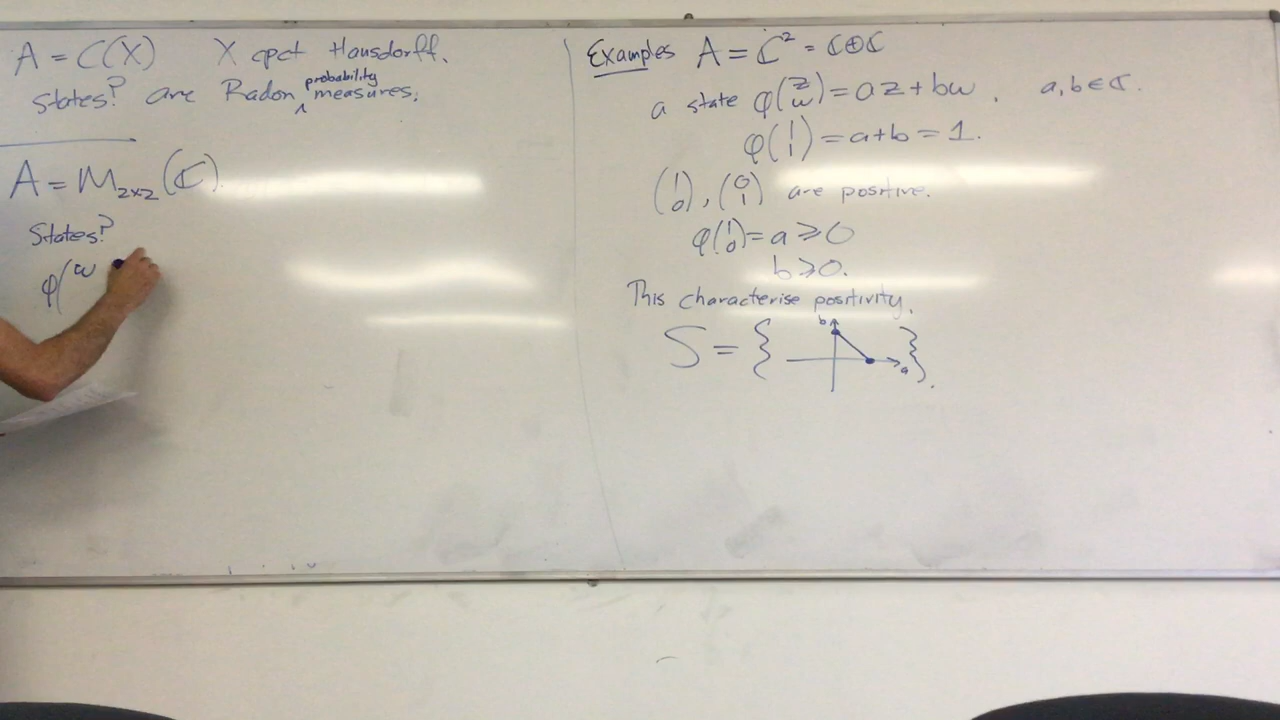 A = C(X) X cpct Hausdorff.
States? are Radon probability measures.
A = M₂ₓ₂(ℂ).
States?
φ(w
Examples A = ℂ² = ℂ⊕ℂ
a state φ(z w) = az + bw, a, b ∈ ℂ.
φ(1 1) = a+b = 1.
(1 0), (0 1) are positive.
φ(1 0) = a ⩾ 0
b ⩾ 0.
This characterise positivity.
S = { b a }.